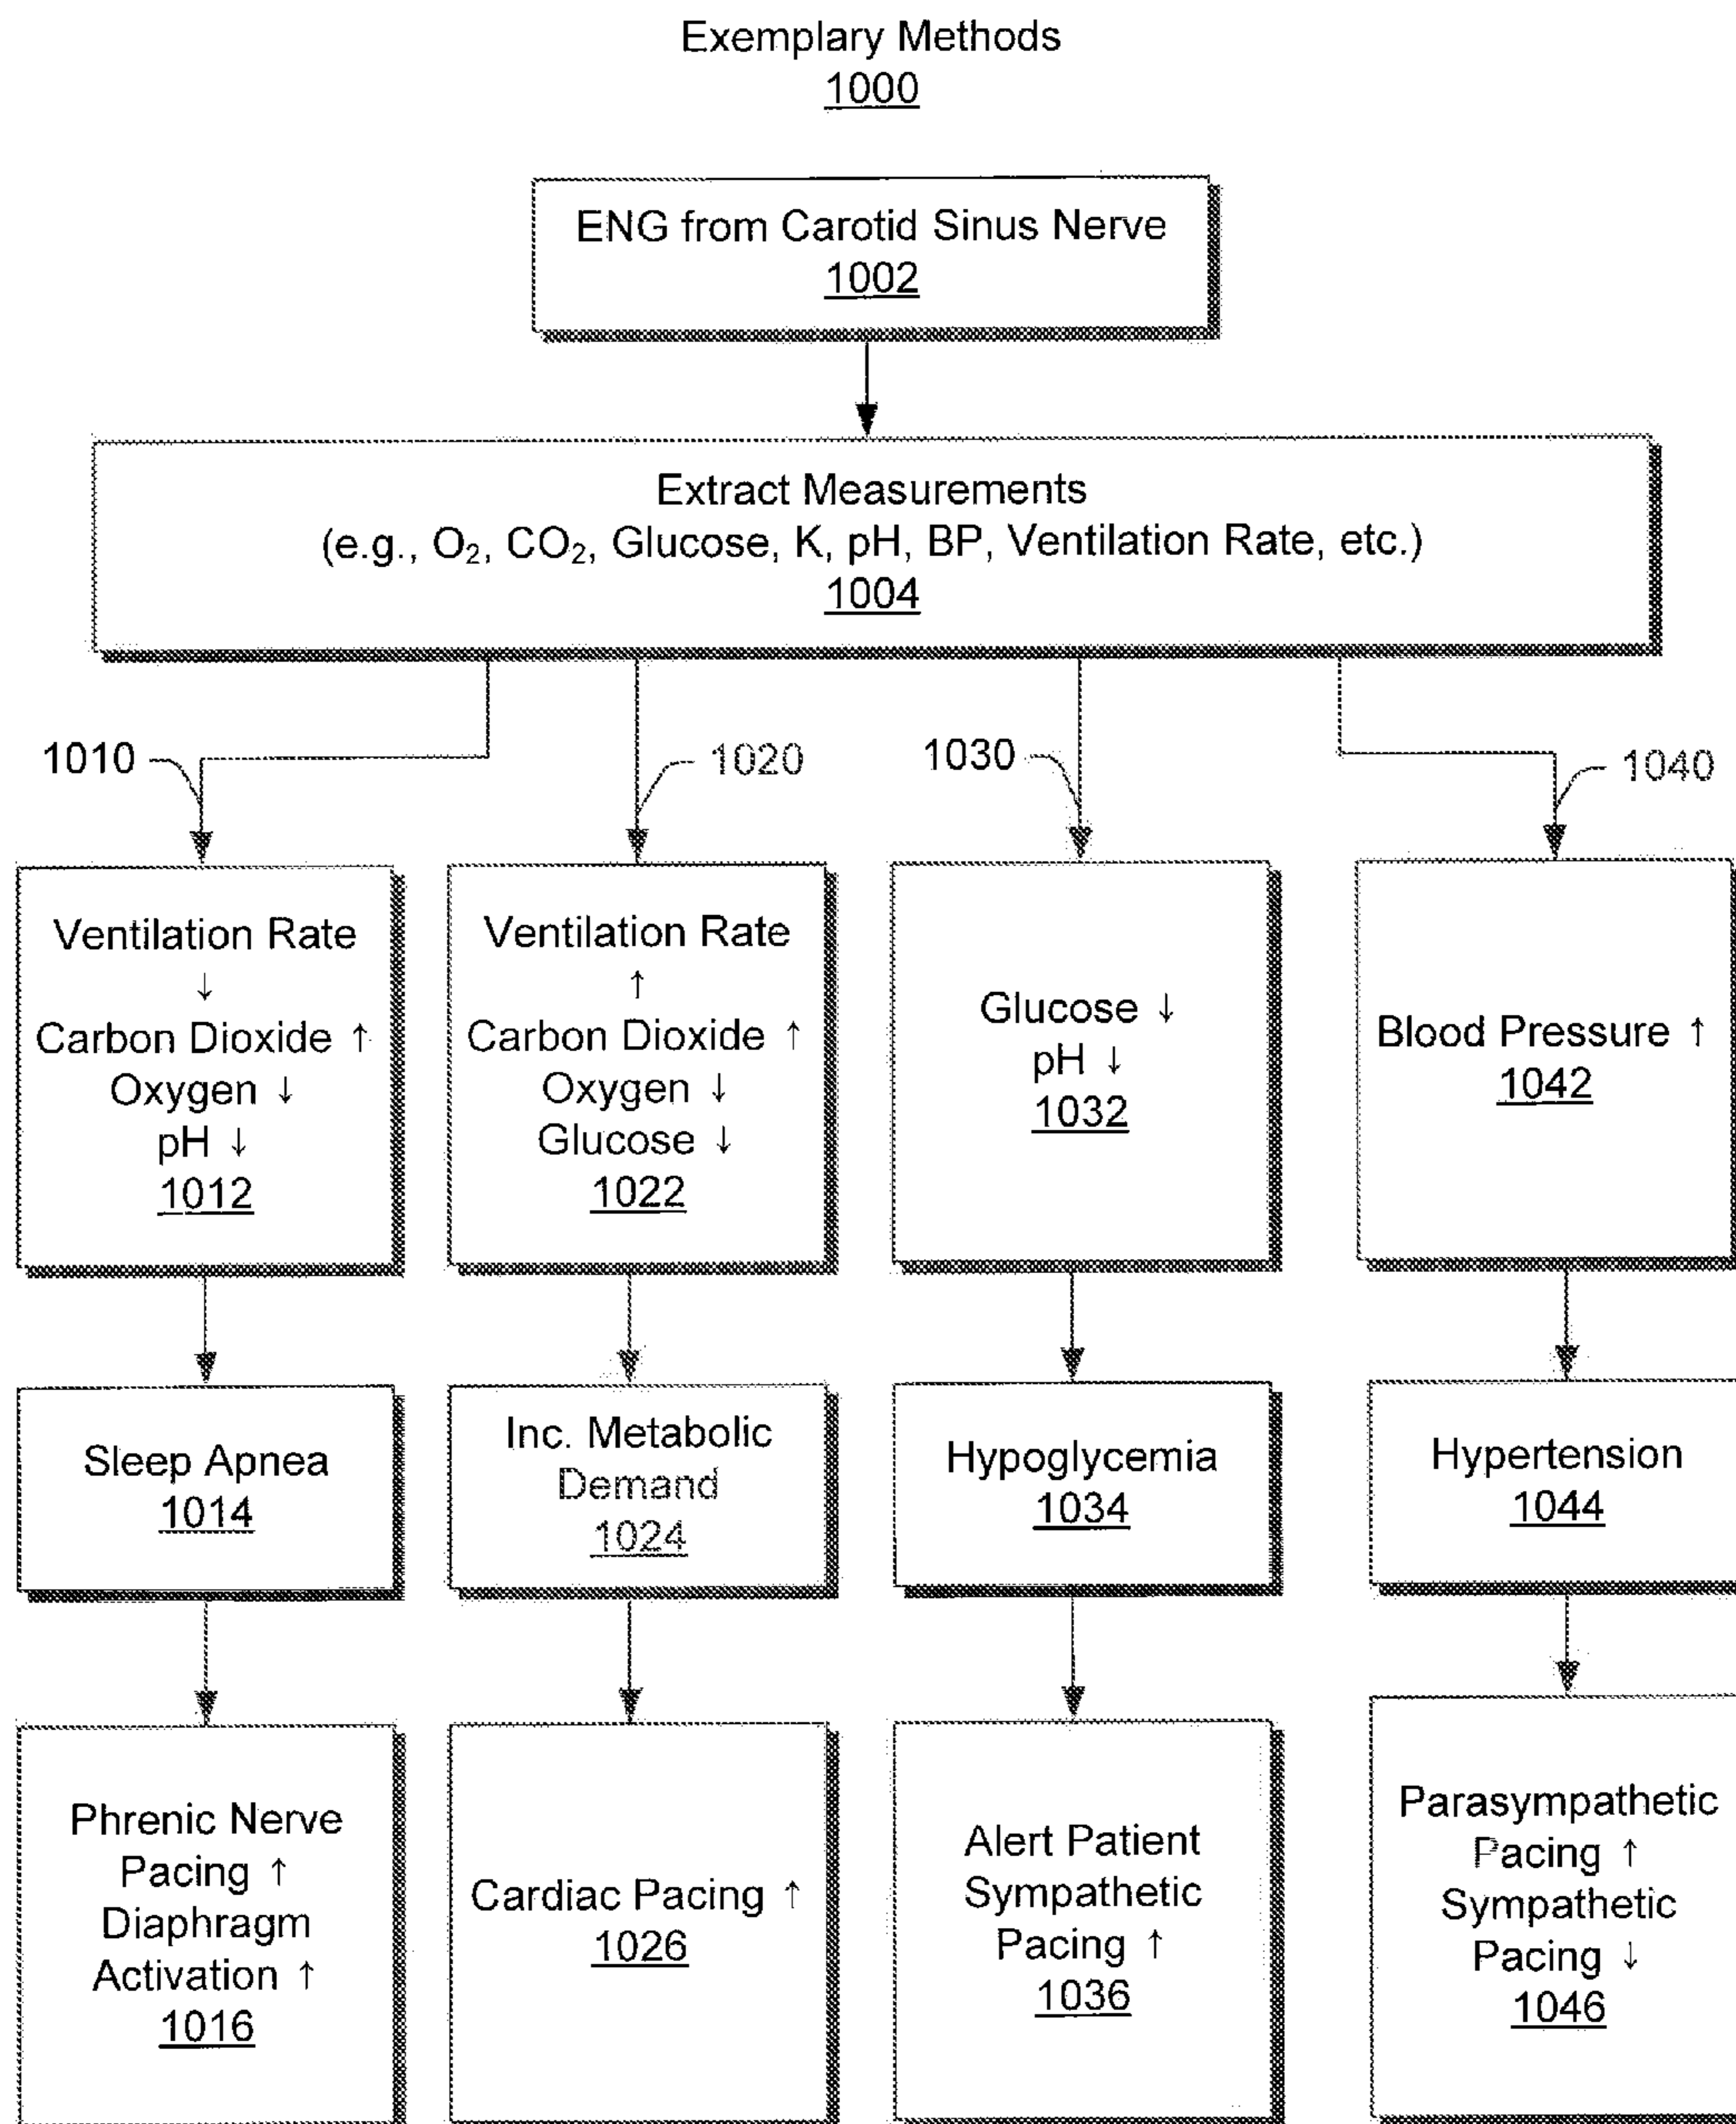 Exemplary Methods
1000
ENG from Carotid Sinus Nerve
1002
Extract Measurements
(e.g., O₂, CO₂, Glucose, K, pH, BP, Ventilation Rate, etc.)
1004
1010
1020
1030
1040
Ventilation Rate
↓
Carbon Dioxide ↑
Oxygen ↓
pH ↓
1012
Ventilation Rate
↑
Carbon Dioxide ↑
Oxygen ↓
Glucose ↓
1022
Glucose ↓
pH ↓
1032
Blood Pressure ↑
1042
Sleep Apnea
1014
Inc. Metabolic
Demand
1024
Hypoglycemia
1034
Hypertension
1044
Phrenic Nerve
Pacing ↑
Diaphragm
Activation ↑
1016
Cardiac Pacing ↑
1026
Alert Patient
Sympathetic
Pacing ↑
1036
Parasympathetic
Pacing ↑
Sympathetic
Pacing ↓
1046